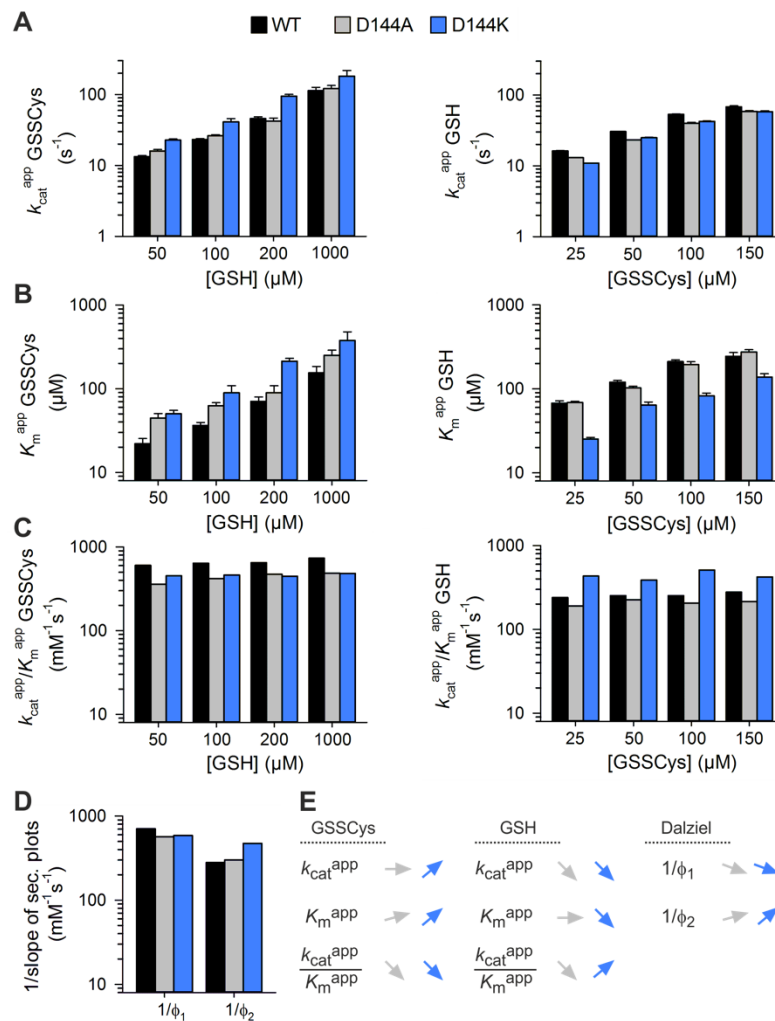 A
WT D144A D144K
k_cat^app GSSCys
(s⁻¹)
100
10
1
50 100 200 1000
[GSH] (µM)
k_cat^app GSH
(s⁻¹)
100
10
1
25 50 100 150
[GSSCys] (µM)
B
K_m^app GSSCys
(µM)
1000
100
10
50 100 200 1000
[GSH] (µM)
K_m^app GSH
(µM)
1000
100
10
25 50 100 150
[GSSCys] (µM)
C
k_cat^app/K_m^app GSSCys
(mM⁻¹s⁻¹)
1000
100
10
50 100 200 1000
[GSH] (µM)
k_cat^app/K_m^app GSH
(mM⁻¹s⁻¹)
1000
100
10
25 50 100 150
[GSSCys] (µM)
D
1/slope of sec. plots
(mM⁻¹s⁻¹)
1000
100
10
1/ϕ₁ 1/ϕ₂
E
GSSCys GSH Dalziel
k_cat^app k_cat^app 1/ϕ₁
K_m^app K_m^app 1/ϕ₂
k_cat^app k_cat^app
K_m^app K_m^app